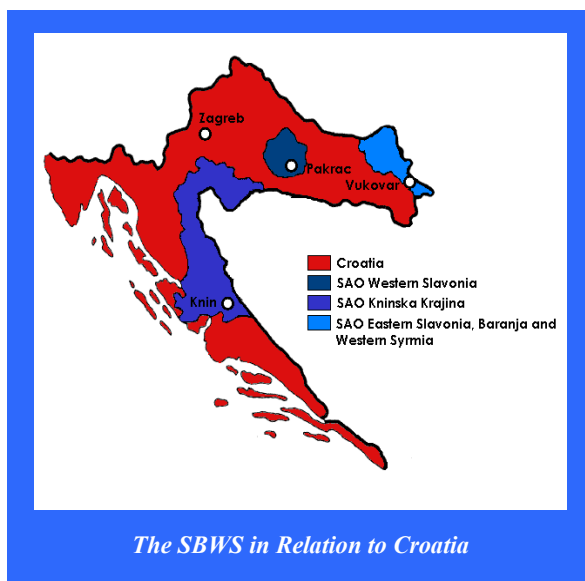 Zagreb
Pakrac
Vukovar
Knin
Croatia
SAO Western Slavonia
SAO Kninska Krajina
SAO Eastern Slavonia, Baranja and
Western Syrmia
The SBWS in Relation to Croatia